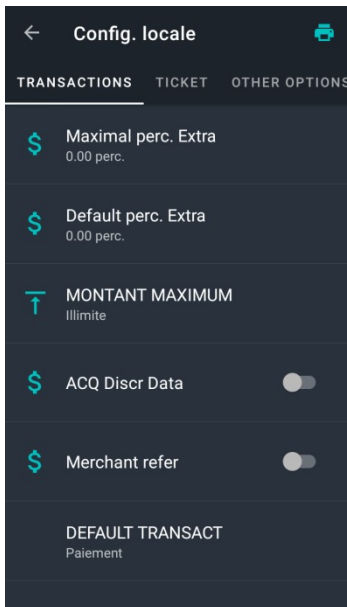 Config. locale
TRANSACTIONS TICKET OTHER OPTIONS
Maximal perc. Extra
0.00 perc.
Default perc. Extra
0.00 perc.
MONTANT MAXIMUM
Illimite
ACQ Discr Data
Merchant refer
DEFAULT TRANSACT
Paiement